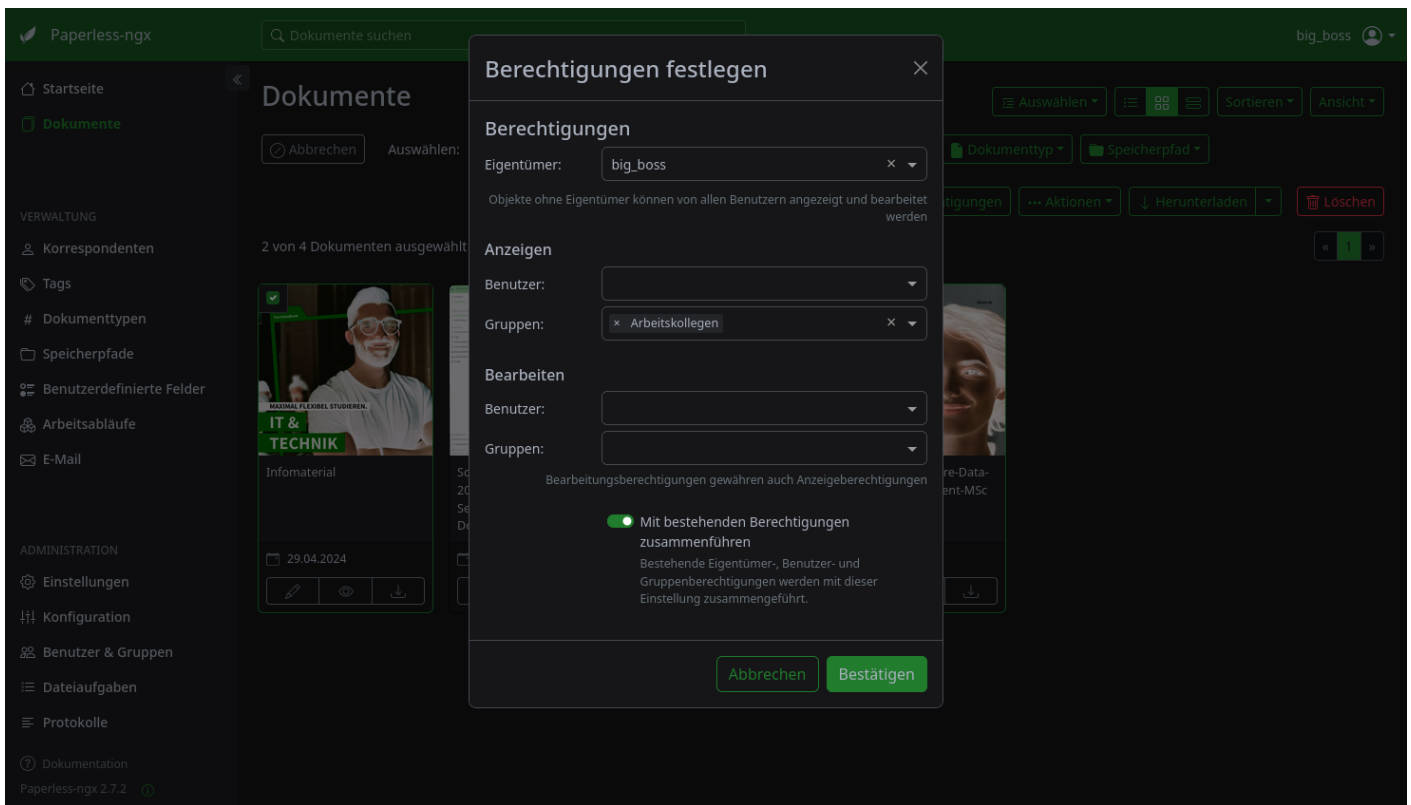 Paperless-ngx
Dokumente suchen
big_boss
Startseite
Dokumente
VERWALTUNG
Korrespondenten
Tags
Dokumenttypen
Speicherpfade
Benutzerdefinierte Felder
Arbeitsabläufe
E-Mail
ADMINISTRATION
Einstellungen
Konfiguration
Benutzer & Gruppen
Dateiaufgaben
Protokolle
Dokumentation
Paperless-ngx 2.7.2
Dokumente
Auswählen
Sortieren
Ansicht
Abbrechen
Auswählen:
Dokumenttyp
Speicherpfad
Aktionen
Herunterladen
Löschen
2 von 4 Dokumenten ausgewählt
« 1 »
MAXIMAL FLEXIBEL STUDIEREN.
IT &
TECHNIK
Infomaterial
29.04.2024
Berechtigungen festlegen
Berechtigungen
Eigentümer: big_boss
Objekte ohne Eigentümer können von allen Benutzern angezeigt und bearbeitet
werden
Anzeigen
Benutzer:
Gruppen: × Arbeitskollegen
Bearbeiten
Benutzer:
Gruppen:
Bearbeitungsberechtigungen gewähren auch Anzeigeberechtigungen
Mit bestehenden Berechtigungen
zusammenführen
Bestehende Eigentümer-, Benutzer- und
Gruppenberechtigungen werden mit dieser
Einstellung zusammengeführt.
Abbrechen
Bestätigen